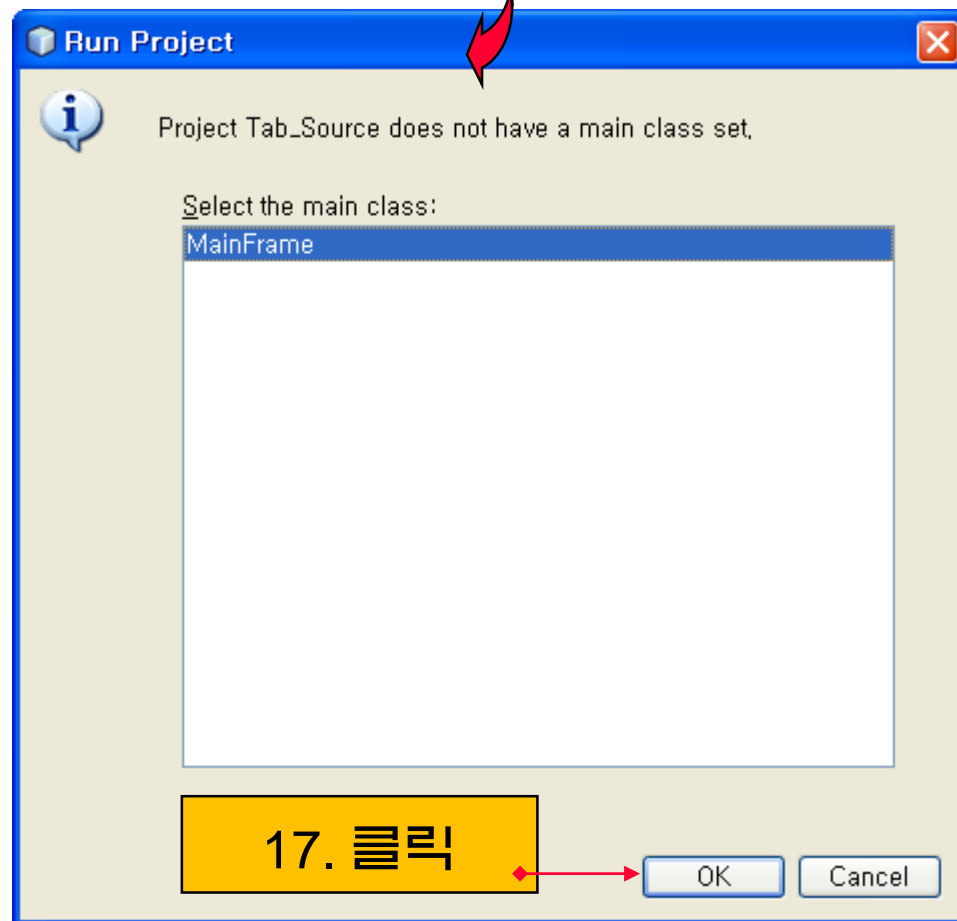 Run Project
Project Tab_Source does not have a main class set,
Select the main class:
MainFrame
17. 클릭
OK
Cancel